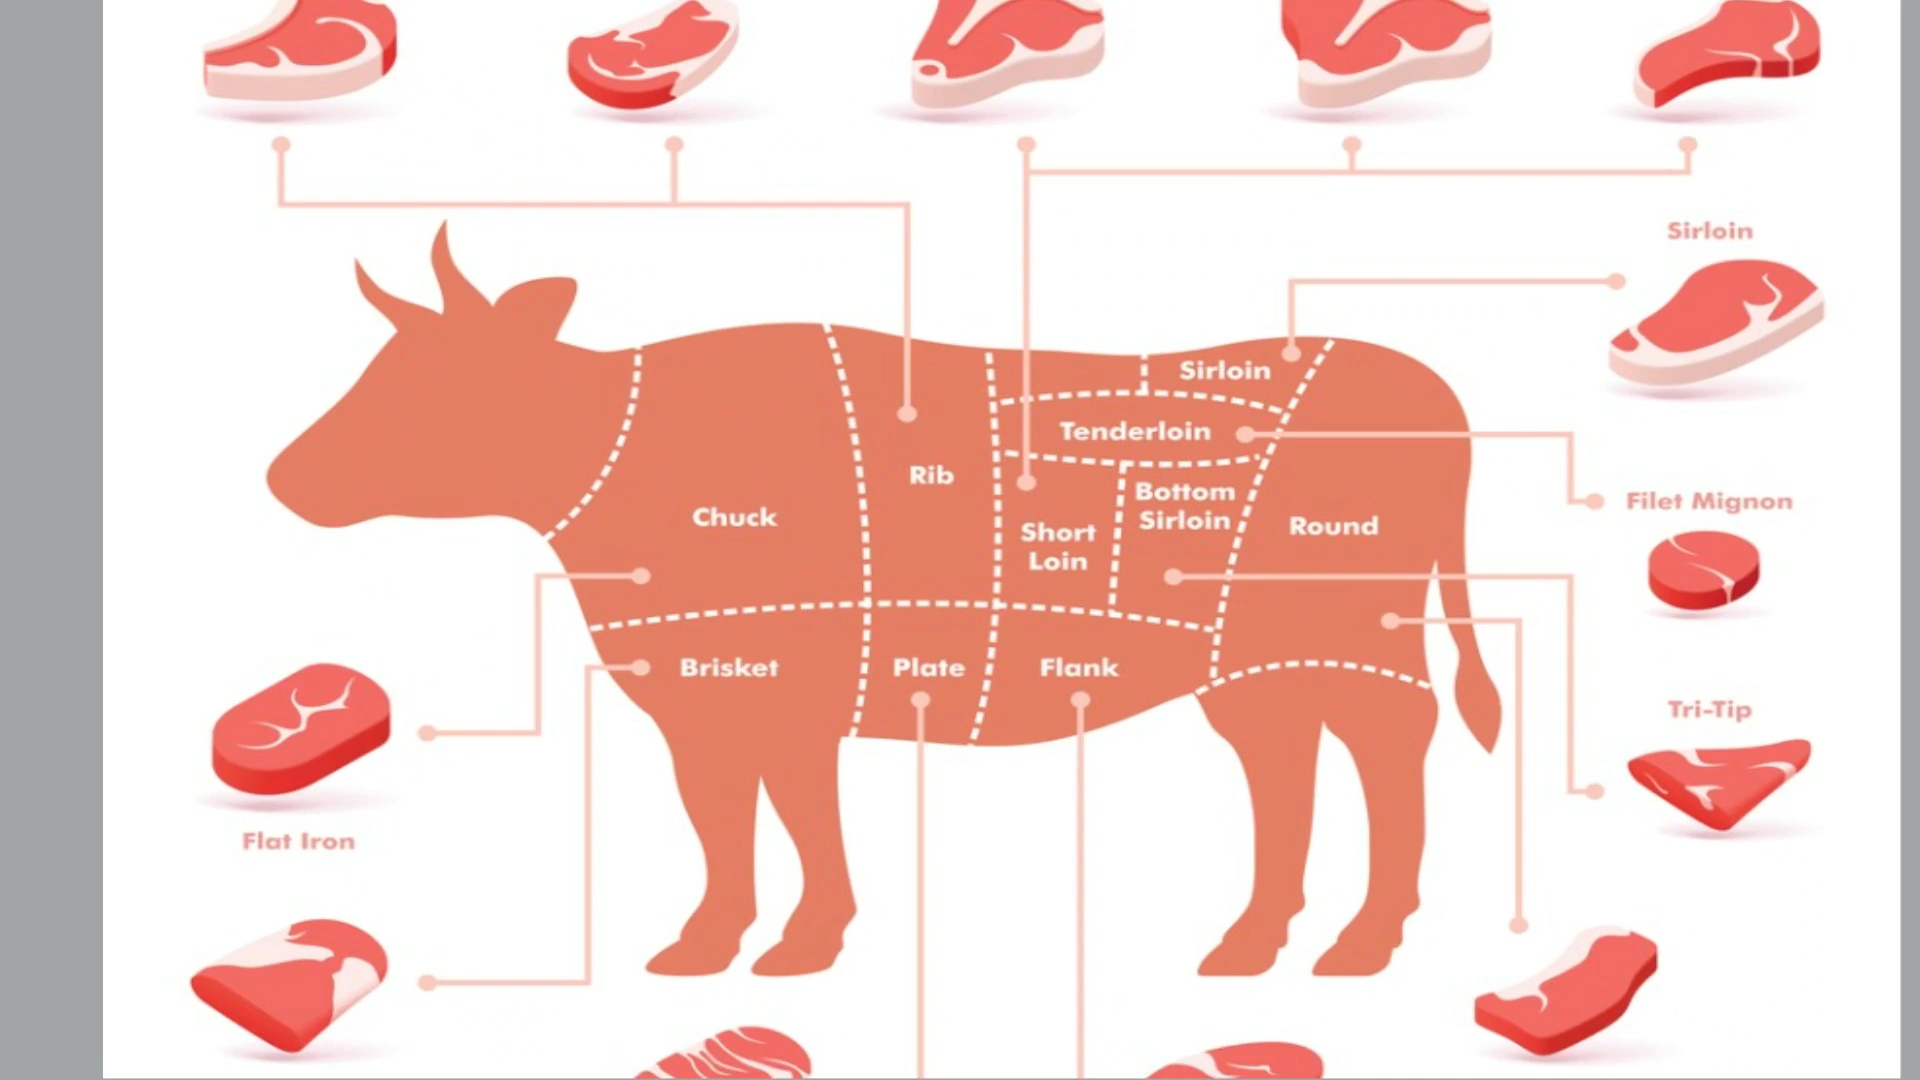 Sirloin
Sirloin
Tenderloin
Rib
Bottom
Sirloin
Filet Mignon
Chuck
Short
Loin
Round
Brisket
Plate
Flank
Tri-Tip
Flat Iron